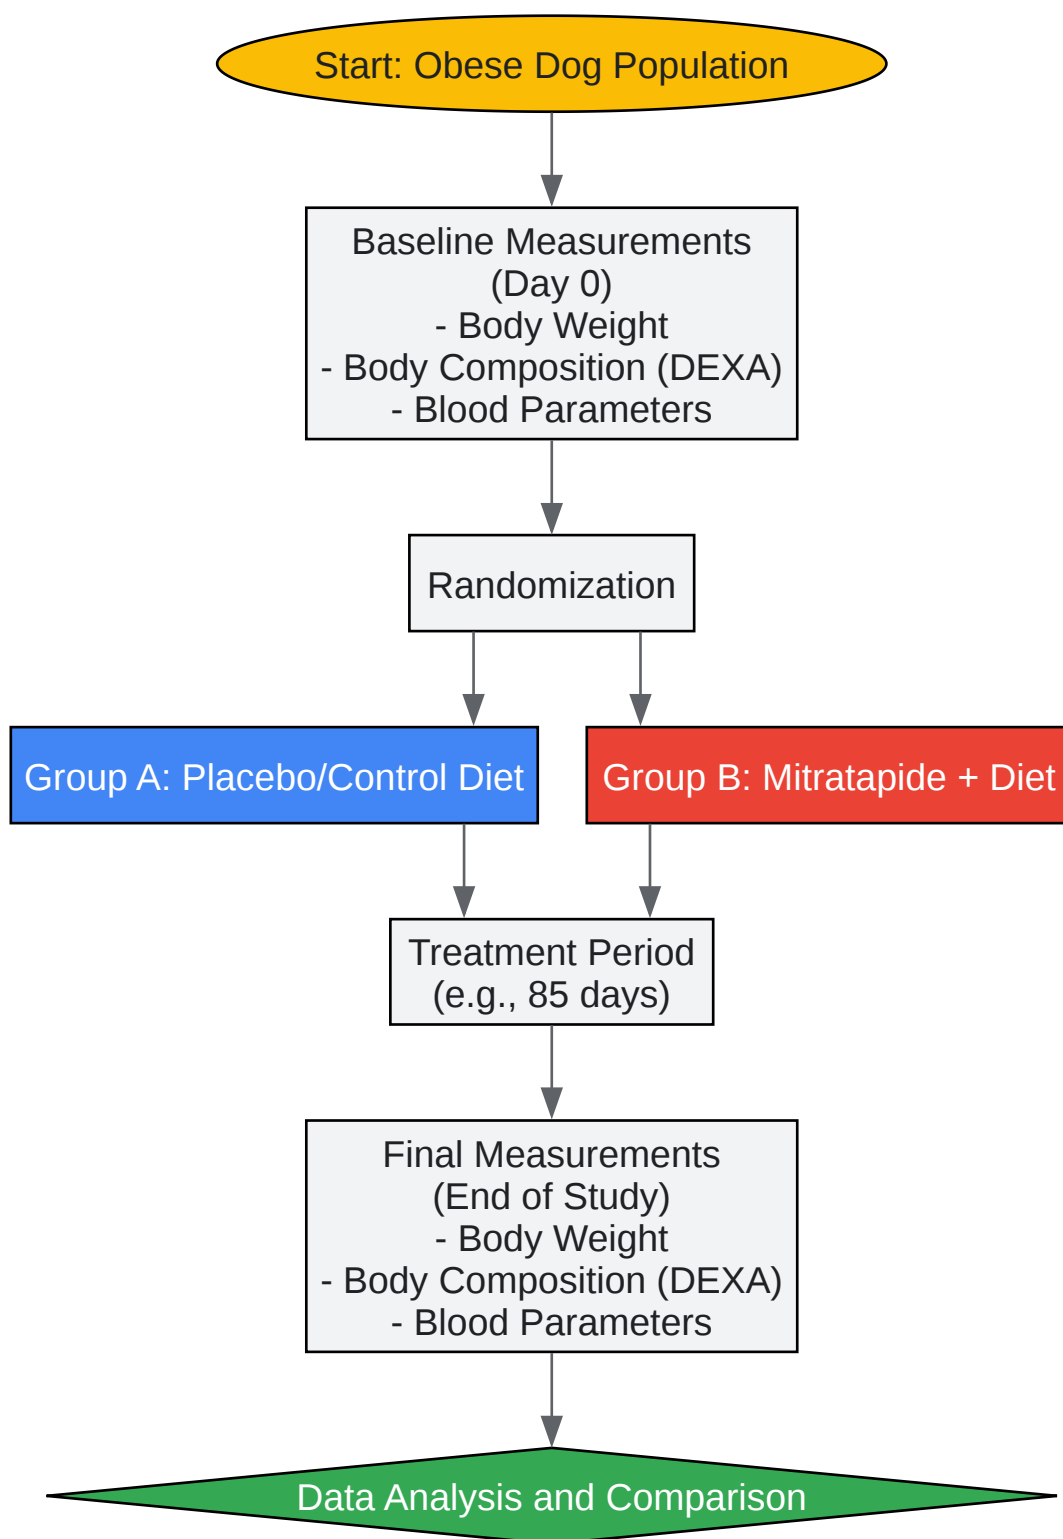 Start: Obese Dog Population
Baseline Measurements
(Day 0)
- Body Weight
- Body Composition (DEXA)
- Blood Parameters
Randomization
Group A: Placebo/Control Diet
Group B: Mitratapide + Diet
Treatment Period
(e.g., 85 days)
Final Measurements
(End of Study)
- Body Weight
- Body Composition (DEXA)
- Blood Parameters
Data Analysis and Comparison